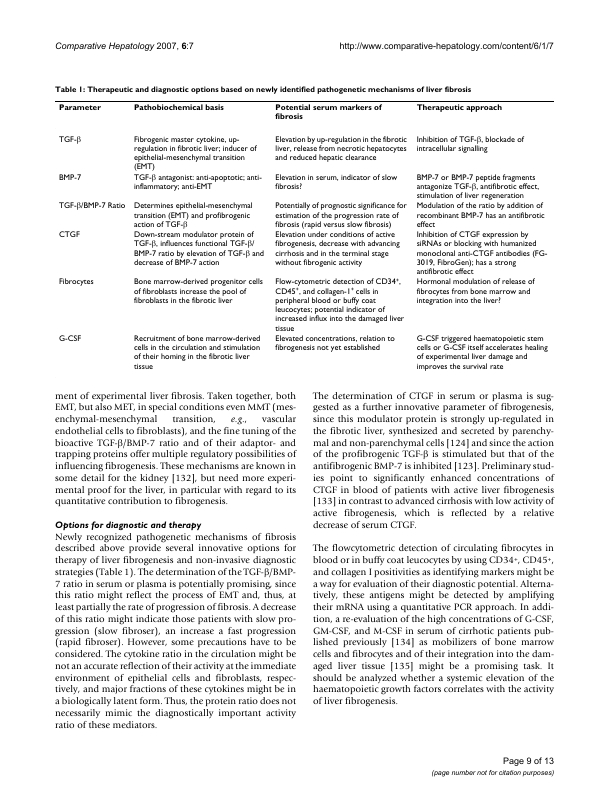 Comparative Hepatology 2007, 6:7
http://www.comparative-hepatology.com/content/6/1/7
Table 1: Therapeutic and diagnostic options based on newly identified pathogenetic mechanisms of liver fibrosis
Parameter
Pathobiochemical basis
Potential serum markers of
fibrosis
Therapeutic approach
TGF-β
Fibrogenic master cytokine, up-
regulation in fibrotic liver; inducer of
epithelial-mesenchymal transition
(EMT)
Elevation by up-regulation in the fibrotic
liver, release from necrotic hepatocytes
and reduced hepatic clearance
Inhibition of TGF-β, blockade of
intracellular signalling
BMP-7
TGF-β antagonist: anti-apoptotic; anti-
inflammatory; anti-EMT
Elevation in serum, indicator of slow
fibrosis?
BMP-7 or BMP-7 peptide fragments
antagonize TGF-β, antifibrotic effect,
stimulation of liver regeneration
TGF-β/BMP-7 Ratio
Determines epithelial-mesenchymal
transition (EMT) and profibrogenic
action of TGF-β
Potentially of prognostic significance for
estimation of the progression rate of
fibrosis (rapid versus slow fibrosis)
Modulation of the ratio by addition of
recombinant BMP-7 has an antifibrotic
effect
CTGF
Down-stream modulator protein of
TGF-β, influences functional TGF-β/
BMP-7 ratio by elevation of TGF-β and
decrease of BMP-7 action
Elevation under conditions of active
fibrogenesis, decrease with advancing
cirrhosis and in the terminal stage
without fibrogenic activity
Inhibition of CTGF expression by
siRNAs or blocking with humanized
monoclonal anti-CTGF antibodies (FG-
3019, FibroGen); has a strong
antifibrotic effect
Fibrocytes
Bone marrow-derived progenitor cells
of fibroblasts increase the pool of
fibroblasts in the fibrotic liver
Flow-cytometric detection of CD34+,
CD45+, and collagen-1+ cells in
peripheral blood or buffy coat
leucocytes; potential indicator of
increased influx into the damaged liver
tissue
Hormonal modulation of release of
fibrocytes from bone marrow and
integration into the liver?
G-CSF
Recruitment of bone marrow-derived
cells in the circulation and stimulation
of their homing in the fibrotic liver
tissue
Elevated concentrations, relation to
fibrogenesis not yet established
G-CSF triggered haematopoietic stem
cells or G-CSF itself accelerates healing
of experimental liver damage and
improves the survival rate
ment of experimental liver fibrosis. Taken together, both
EMT, but also MET, in special conditions even MMT (mes-
enchymal-mesenchymal transition, e.g., vascular
endothelial cells to fibroblasts), and the fine tuning of the
bioactive TGF-β/BMP-7 ratio and of their adaptor- and
trapping proteins offer multiple regulatory possibilities of
influencing fibrogenesis. These mechanisms are known in
some detail for the kidney [132], but need more experi-
mental proof for the liver, in particular with regard to its
quantitative contribution to fibrogenesis.
Options for diagnostic and therapy
Newly recognized pathogenetic mechanisms of fibrosis
described above provide several innovative options for
therapy of liver fibrogenesis and non-invasive diagnostic
strategies (Table 1). The determination of the TGF-β/BMP-
7 ratio in serum or plasma is potentially promising, since
this ratio might reflect the process of EMT and, thus, at
least partially the rate of progression of fibrosis. A decrease
of this ratio might indicate those patients with slow pro-
gression (slow fibroser), an increase a fast progression
(rapid fibroser). However, some precautions have to be
considered. The cytokine ratio in the circulation might be
not an accurate reflection of their activity at the immediate
environment of epithelial cells and fibroblasts, respec-
tively, and major fractions of these cytokines might be in
a biologically latent form. Thus, the protein ratio does not
necessarily mimic the diagnostically important activity
ratio of these mediators.
The determination of CTGF in serum or plasma is sug-
gested as a further innovative parameter of fibrogenesis,
since this modulator protein is strongly up-regulated in
the fibrotic liver, synthesized and secreted by parenchy-
mal and non-parenchymal cells [124] and since the action
of the profibrogenic TGF-β is stimulated but that of the
antifibrogenic BMP-7 is inhibited [123]. Preliminary stud-
ies point to significantly enhanced concentrations of
CTGF in blood of patients with active liver fibrogenesis
[133] in contrast to advanced cirrhosis with low activity of
active fibrogenesis, which is reflected by a relative
decrease of serum CTGF.
The flowcytometric detection of circulating fibrocytes in
blood or in buffy coat leucocytes by using CD34+, CD45+,
and collagen I positivities as identifying markers might be
a way for evaluation of their diagnostic potential. Alterna-
tively, these antigens might be detected by amplifying
their mRNA using a quantitative PCR approach. In addi-
tion, a re-evaluation of the high concentrations of G-CSF,
GM-CSF, and M-CSF in serum of cirrhotic patients pub-
lished previously [134] as mobilizers of bone marrow
cells and fibrocytes and of their integration into the dam-
aged liver tissue [135] might be a promising task. It
should be analyzed whether a systemic elevation of the
haematopoietic growth factors correlates with the activity
of liver fibrogenesis.
Page 9 of 13
(page number not for citation purposes)